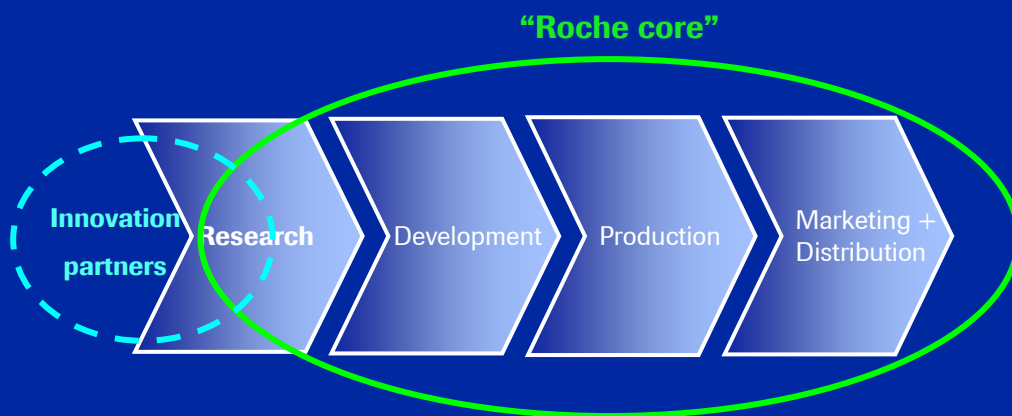 “Roche core”
Innovation
partners
Research
Development
Production
Marketing +
Distribution